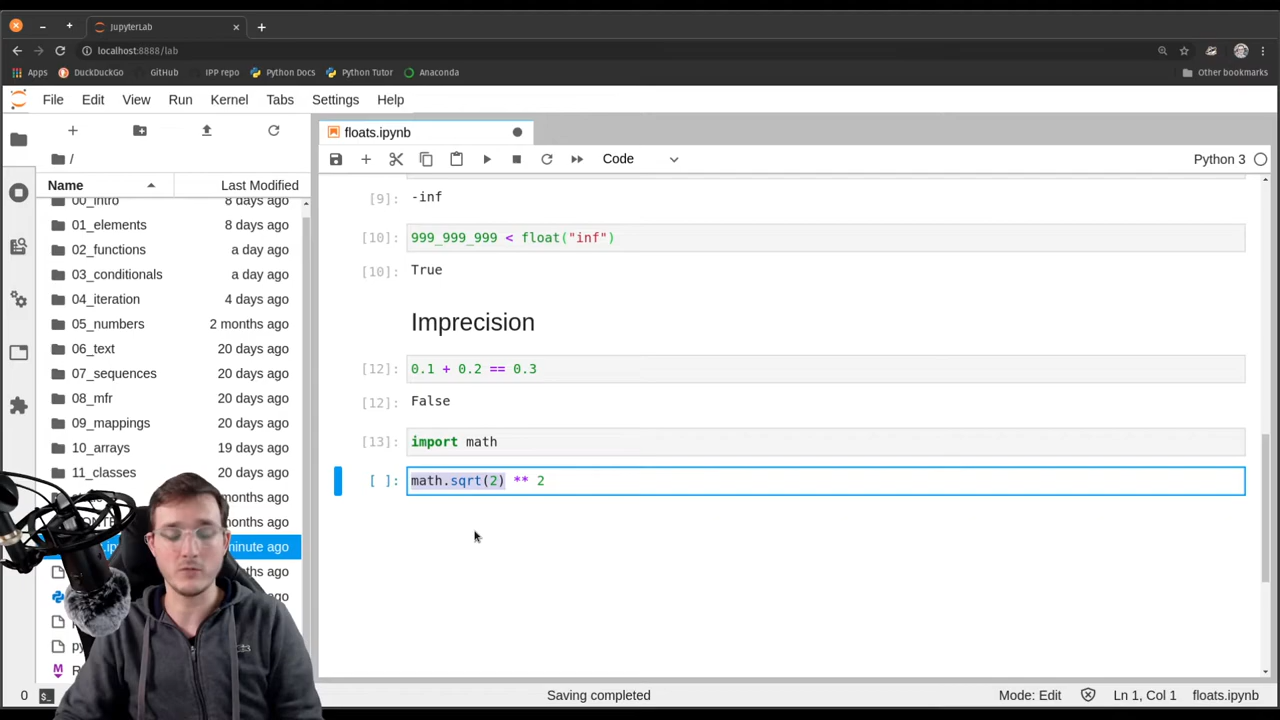 JupyterLab
localhost:8888/lab
Apps DuckDuckGo GitHub IPP repo Python Docs Python Tutor Anaconda Other bookmarks
File Edit View Run Kernel Tabs Settings Help
floats.ipynb
/
Code
Python 3
Name Last Modified
00_intro 8 days ago
01_elements 8 days ago
02_functions a day ago
03_conditionals a day ago
04_iteration 4 days ago
05_numbers 2 months ago
06_text 20 days ago
07_sequences 20 days ago
08_mfr 20 days ago
09_mappings 20 days ago
10_arrays 19 days ago
11_classes 20 days ago
[9]: -inf
[10]: 999_999_999 < float("inf")
[10]: True
Imprecision
[12]: 0.1 + 0.2 == 0.3
[12]: False
[13]: import math
[ ]: math.sqrt(2) ** 2
0 $_ Saving completed Mode: Edit Ln 1, Col 1 floats.ipynb